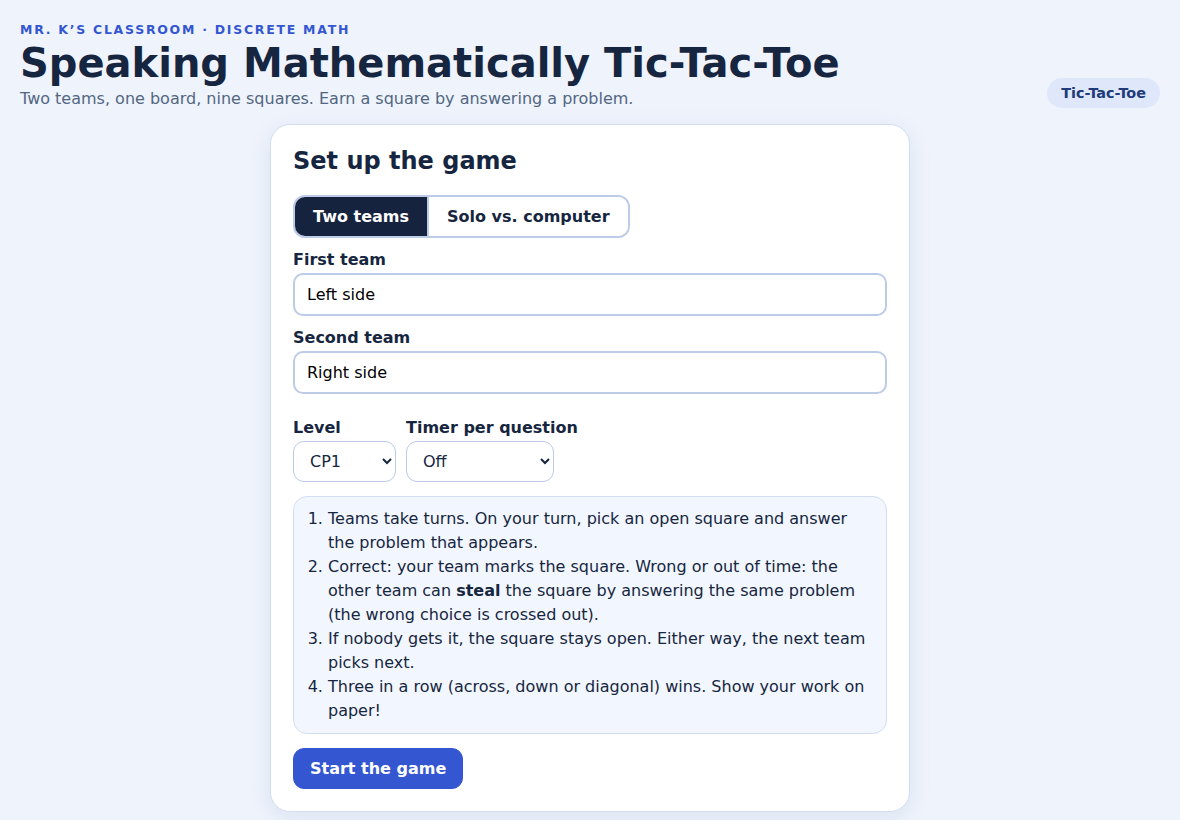 MR. K’S CLASSROOM · DISCRETE MATH
Speaking Mathematically Tic-Tac-Toe
Two teams, one board, nine squares. Earn a square by answering a problem.
Tic-Tac-Toe
Set up the game
Two teams
Solo vs. computer
First team
Left side
Second team
Right side
Level
Timer per question
CP1
Off
1. Teams take turns. On your turn, pick an open square and answer
the problem that appears.
2. Correct: your team marks the square. Wrong or out of time: the
other team can steal the square by answering the same problem
(the wrong choice is crossed out).
3. If nobody gets it, the square stays open. Either way, the next team
picks next.
4. Three in a row (across, down or diagonal) wins. Show your work on
paper!
Start the game